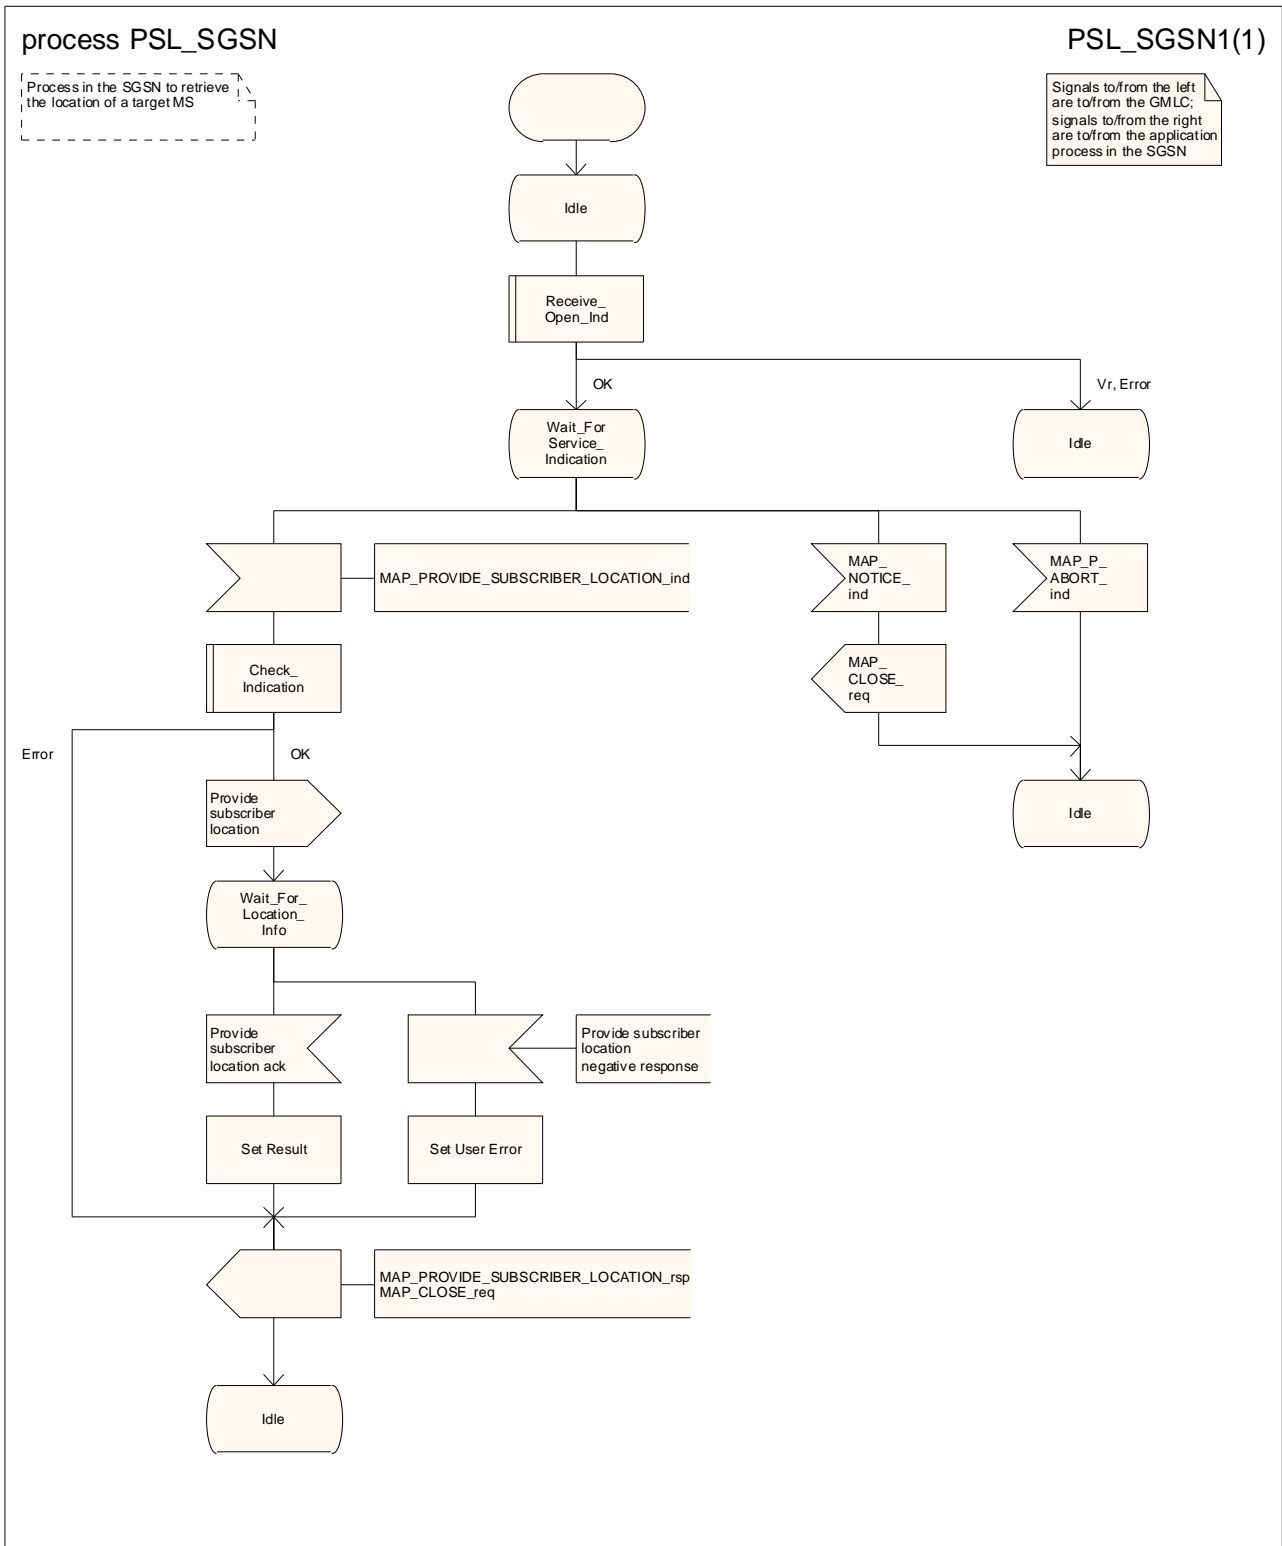 process PSL_SGSN
PSL_SGSN1(1)
Process in the SGSN to retrieve
the location of a target MS
Signals to/from the left
are to/from the GMLC;
signals to/from the right
are to/from the application
process in the SGSN
Idle
Receive_
Open_Ind
OK
Vr, Error
Wait_For
Service_
Indication
Idle
MAP_PROVIDE_SUBSCRIBER_LOCATION_ind
MAP_
NOTICE_
ind
MAP_P_
ABORT_
ind
Check_
Indication
MAP_
CLOSE_
req
Error
OK
Provide
subscriber
location
Idle
Wait_For_
Location_
Info
Provide
subscriber
location ack
Provide subscriber
location
negative response
Set Result
Set User Error
MAP_PROVIDE_SUBSCRIBER_LOCATION_rsp
MAP_CLOSE_req
Idle